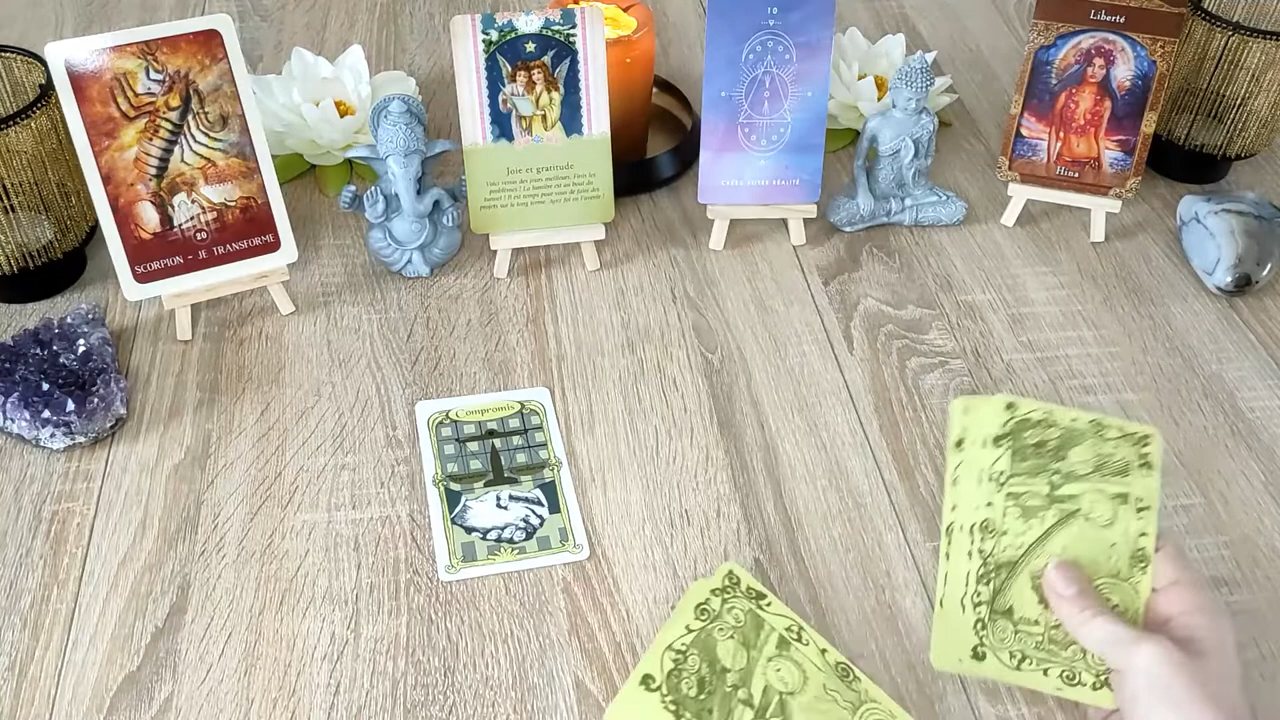 20
SCORPION - JE TRANSFORME
17
Joie et gratitude
Voici venus des jours meilleurs. Finis les
problèmes ! La lumière est au bout du
tunnel ! Il est temps pour vous de faire des
projets sur le long terme. Ayez foi en l'avenir !
10
CRÉEZ VOTRE RÉALITÉ
Liberté
Hina
Compromis